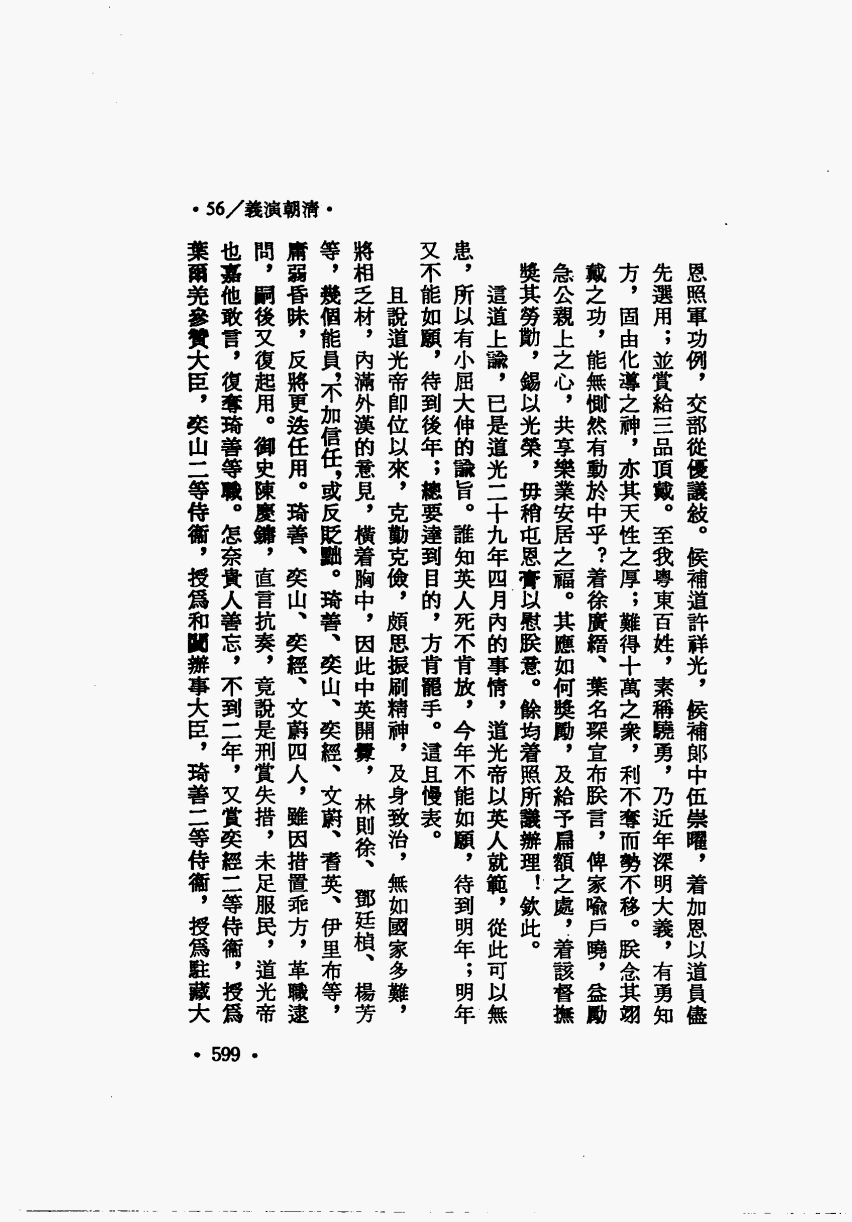 ·56／義演朝清·
恩照軍功例，交部從優議敍。候補道許祥光，候補郞中伍崇曜，着加恩以道員儘
先選用；並賞給三品頂戴。至我粵東百姓，素稱驍勇，乃近年深明大義，有勇知
方，固由化導之神，亦其天性之厚；難得十萬之衆，利不奪而勢不移。朕念其翊
戴之功，能無惻然有動於中乎？着徐廣縉、葉名琛宣布朕言，俾家喻戶曉，益勵
急公親上之心，共享樂業安居之福。其應如何獎勵，及給予扁額之處，着該督撫
獎其勞勩，錫以光榮，毋稍屯恩膏以慰朕意。餘均着照所議辦理！欽此。
這道上諭，已是道光二十九年四月內的事情，道光帝以英人就範，從此可以無
患，所以有小屈大伸的諭旨。誰知英人死不肯放，今年不能如願，待到明年；明年
又不能如願，待到後年；總要達到目的，方肯罷手。這且慢表。
且說道光帝卽位以來，克勤克儉，頗思振刷精神，及身致治，無如國家多難，
將相乏材，內滿外漢的意見，橫着胸中，因此中英開釁，林則徐、鄧廷楨、楊芳
等，幾個能員，不加信任，或反貶黜。琦善、奕山、奕經、文蔚、耆英、伊里布等，
庸弱昏昧，反將更迭任用。琦善、奕山、奕經、文蔚四人，雖因措置乖方，革職逮
問，嗣後又復起用。御史陳慶鏞，直言抗奏，竟說是刑賞失措，未足服民，道光帝
也嘉他敢言，復奪琦善等職。怎奈貴人善忘，不到二年，又賞奕經二等侍衞，授爲
葉爾羌參贊大臣，奕山二等侍衞，授爲和闐辦事大臣，琦善二等侍衞，授爲駐藏大
·599·